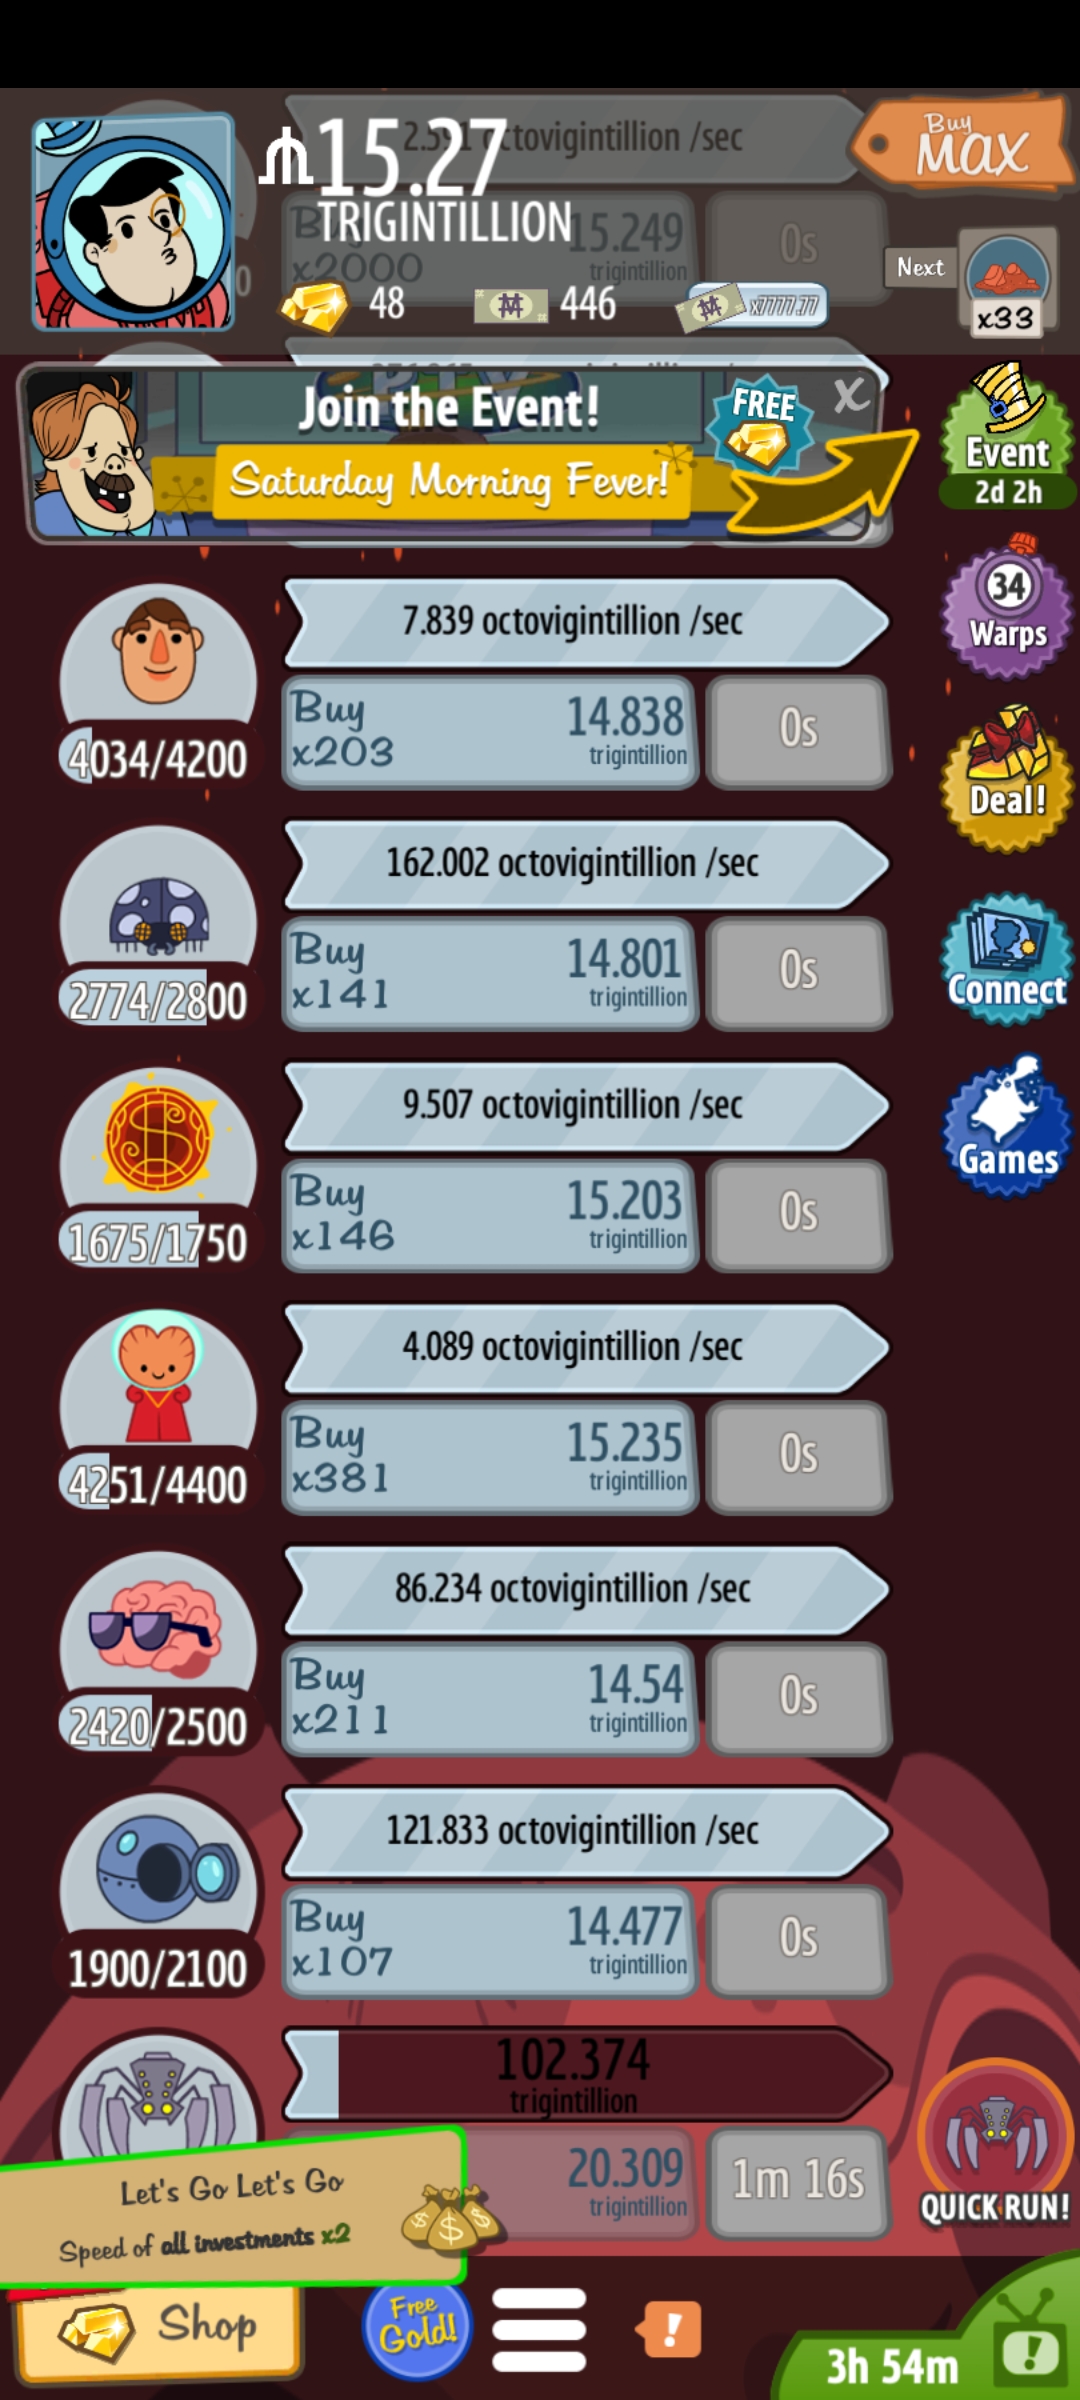 2.591 octovigintillion /sec
15.27
TRIGINTILLION
Buy
MAX
Buy
x2000
15.249
trigintillion
0s
Next
x33
48
446
x7777.77
Join the Event!
FREE
X
Saturday Morning Fever!
Event
2d 2h
34
Warps
Deal!
Connect
Games
7.839 octovigintillion /sec
4034/4200
Buy
x203
14.838
trigintillion
0s
162.002 octovigintillion /sec
2774/2800
Buy
x141
14.801
trigintillion
0s
9.507 octovigintillion /sec
1675/1750
Buy
x146
15.203
trigintillion
0s
4.089 octovigintillion /sec
4251/4400
Buy
x381
15.235
trigintillion
0s
86.234 octovigintillion /sec
2420/2500
Buy
x211
14.54
trigintillion
0s
121.833 octovigintillion /sec
1900/2100
Buy
x107
14.477
trigintillion
0s
102.374
trigintillion
20.309
trigintillion
1m 16s
QUICK RUN!
Let's Go Let's Go
Speed of all investments x2
Shop
Free
Gold!
!
3h 54m
!